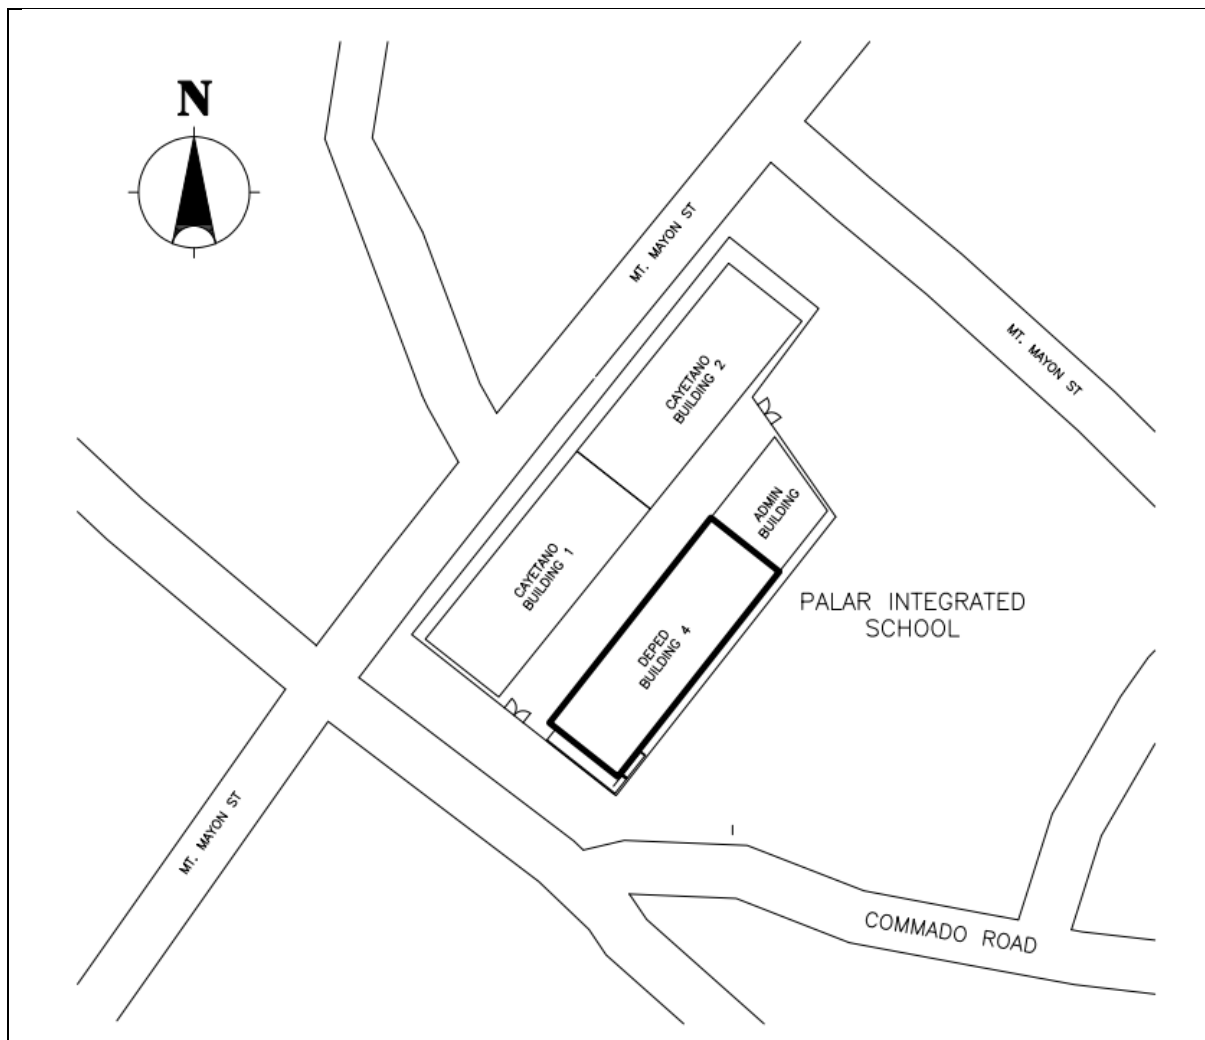 N
MT. MAYON ST
MT. MAYON ST
CAYETANO
BUILDING 2
ADMIN
BUILDING
CAYETANO
BUILDING 1
DEPED
BUILDING 4
PALAR INTEGRATED
SCHOOL
MT. MAYON ST
COMMADO ROAD